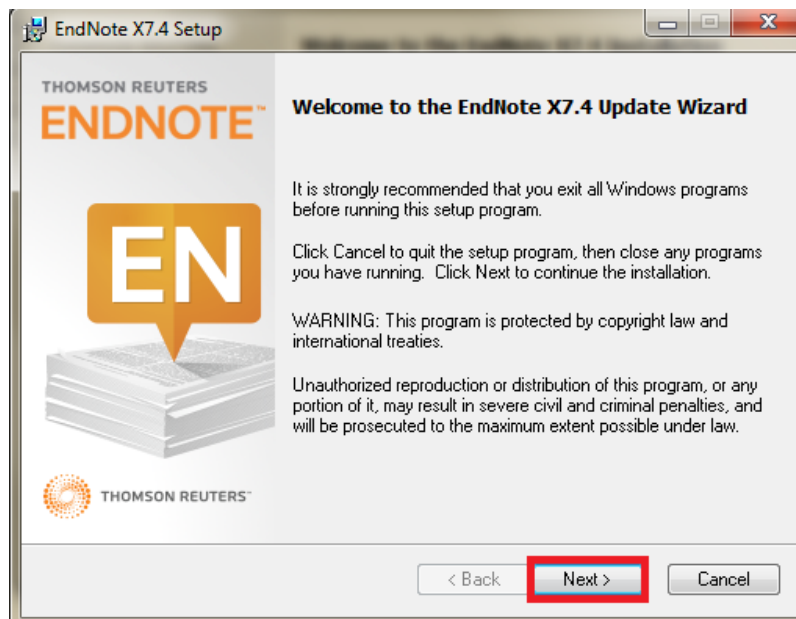 EndNote X7.4 Setup
THOMSON REUTERS
ENDNOTE™
EN
THOMSON REUTERS™
Welcome to the EndNote X7.4 Update Wizard
It is strongly recommended that you exit all Windows programs
before running this setup program.
Click Cancel to quit the setup program, then close any programs
you have running. Click Next to continue the installation.
WARNING: This program is protected by copyright law and
international treaties.
Unauthorized reproduction or distribution of this program, or any
portion of it, may result in severe civil and criminal penalties, and
will be prosecuted to the maximum extent possible under law.
< Back
Next >
Cancel